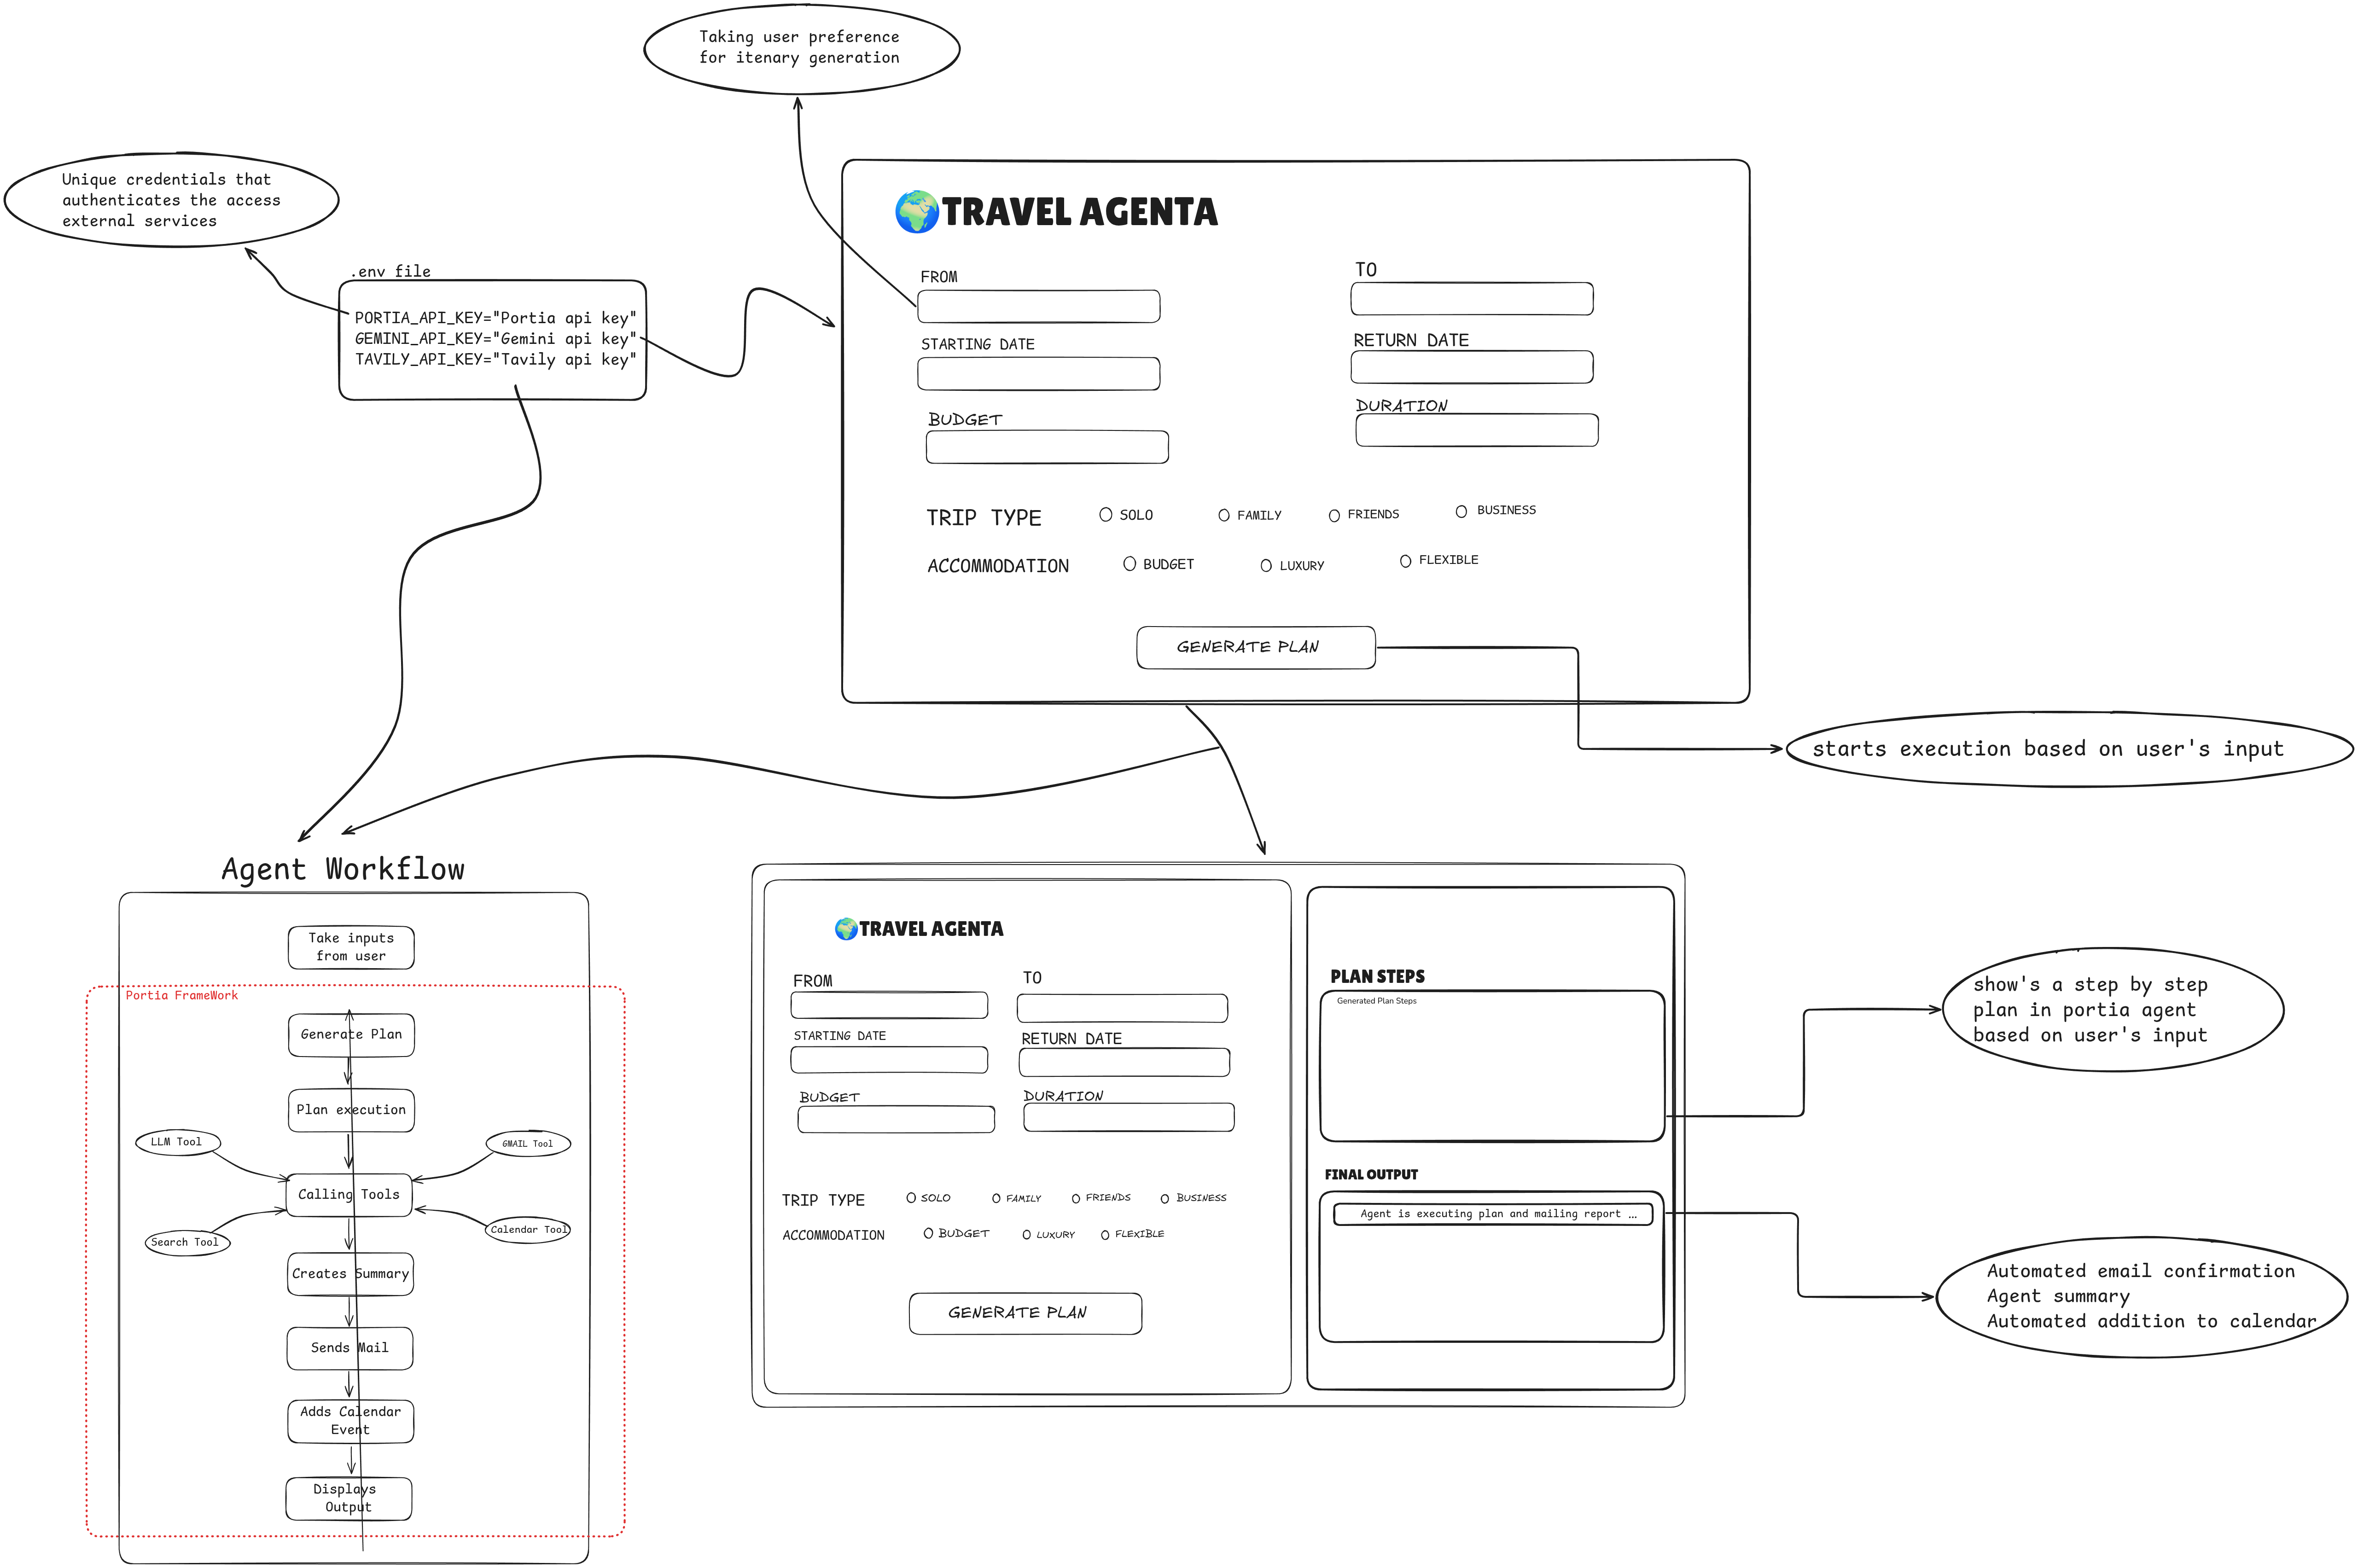 Taking user preference
for itenary generation
Unique credentials that
authenticates the access
external services
.env file
PORTIA_API_KEY="Portia api key"
GEMINI_API_KEY="Gemini api key"
TAVILY_API_KEY="Tavily api key"
TRAVEL AGENTA
FROM
TO
STARTING DATE
RETURN DATE
BUDGET
DURATION
TRIP TYPE SOLO FAMILY FRIENDS BUSINESS
ACCOMMODATION BUDGET LUXURY FLEXIBLE
GENERATE PLAN
starts execution based on user's input
Agent Workflow
Take inputs
from user
Portia FrameWork
Generate Plan
Plan execution
LLM Tool
GMAIL Tool
Calling Tools
Search Tool
Calendar Tool
Creates Summary
Sends Mail
Adds Calendar
Event
Displays
Output
TRAVEL AGENTA
FROM
TO
STARTING DATE
RETURN DATE
BUDGET
DURATION
TRIP TYPE SOLO FAMILY FRIENDS BUSINESS
ACCOMMODATION BUDGET LUXURY FLEXIBLE
GENERATE PLAN
PLAN STEPS
Generated Plan Steps
FINAL OUTPUT
Agent is executing plan and mailing report ...
show's a step by step
plan in portia agent
based on user's input
Automated email confirmation
Agent summary
Automated addition to calendar